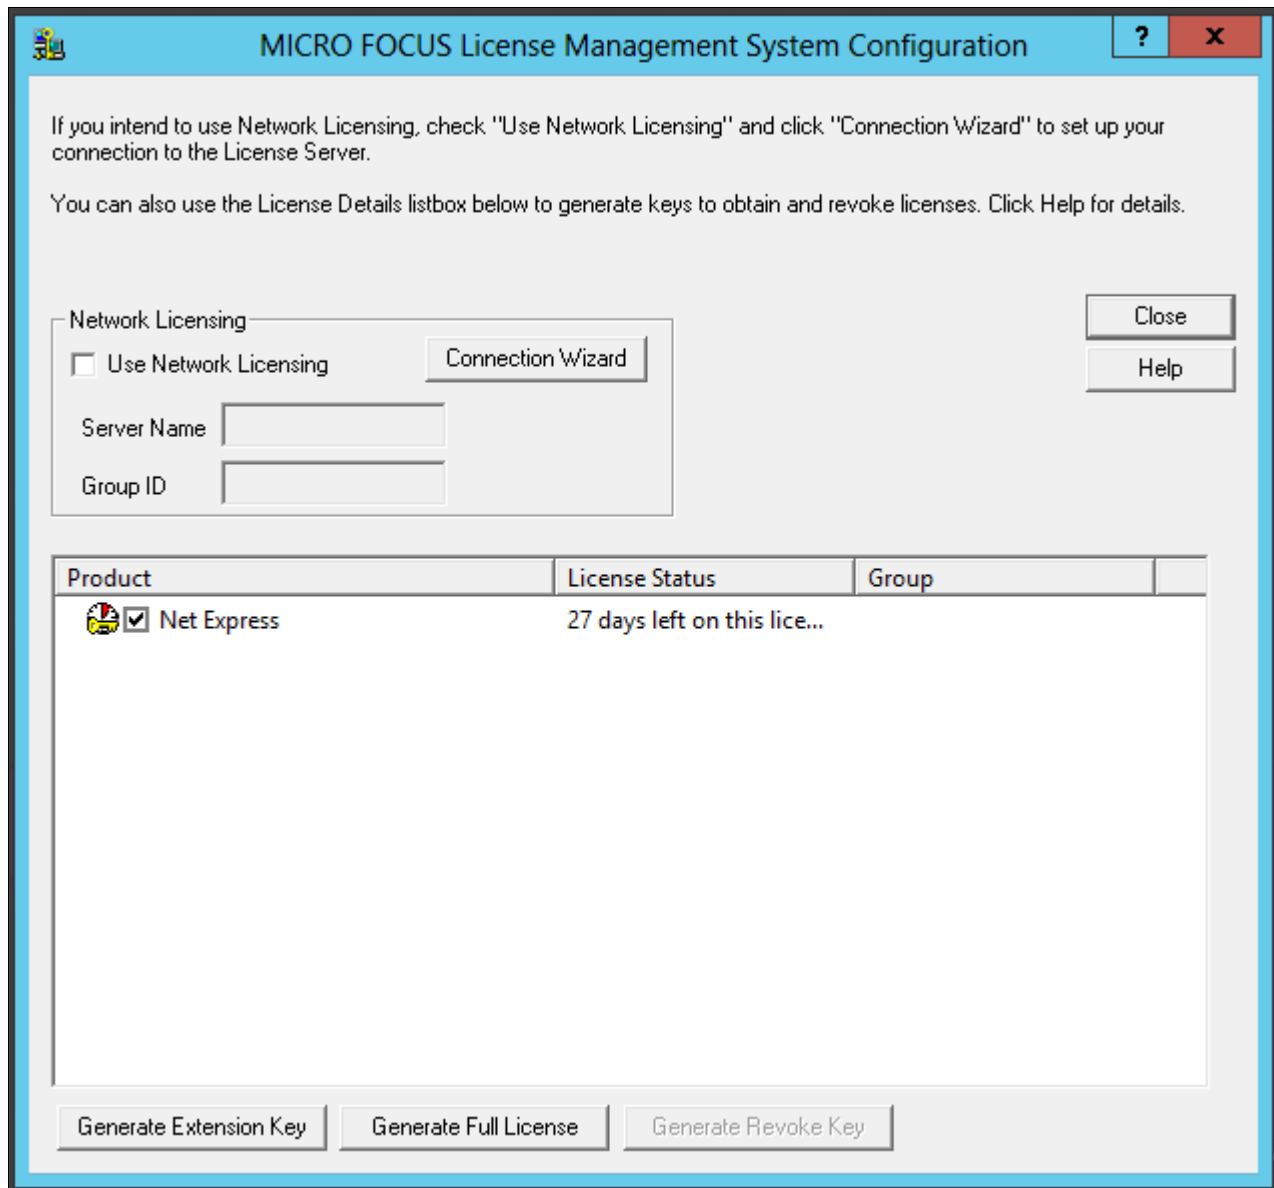 MICRO FOCUS License Management System Configuration
? x
If you intend to use Network Licensing, check "Use Network Licensing" and click "Connection Wizard" to set up your
connection to the License Server.
You can also use the License Details listbox below to generate keys to obtain and revoke licenses. Click Help for details.
Network Licensing
Close
Use Network Licensing
Connection Wizard
Help
Server Name
Group ID
Product License Status Group
Net Express 27 days left on this lice...
Generate Extension Key Generate Full License Generate Revoke Key